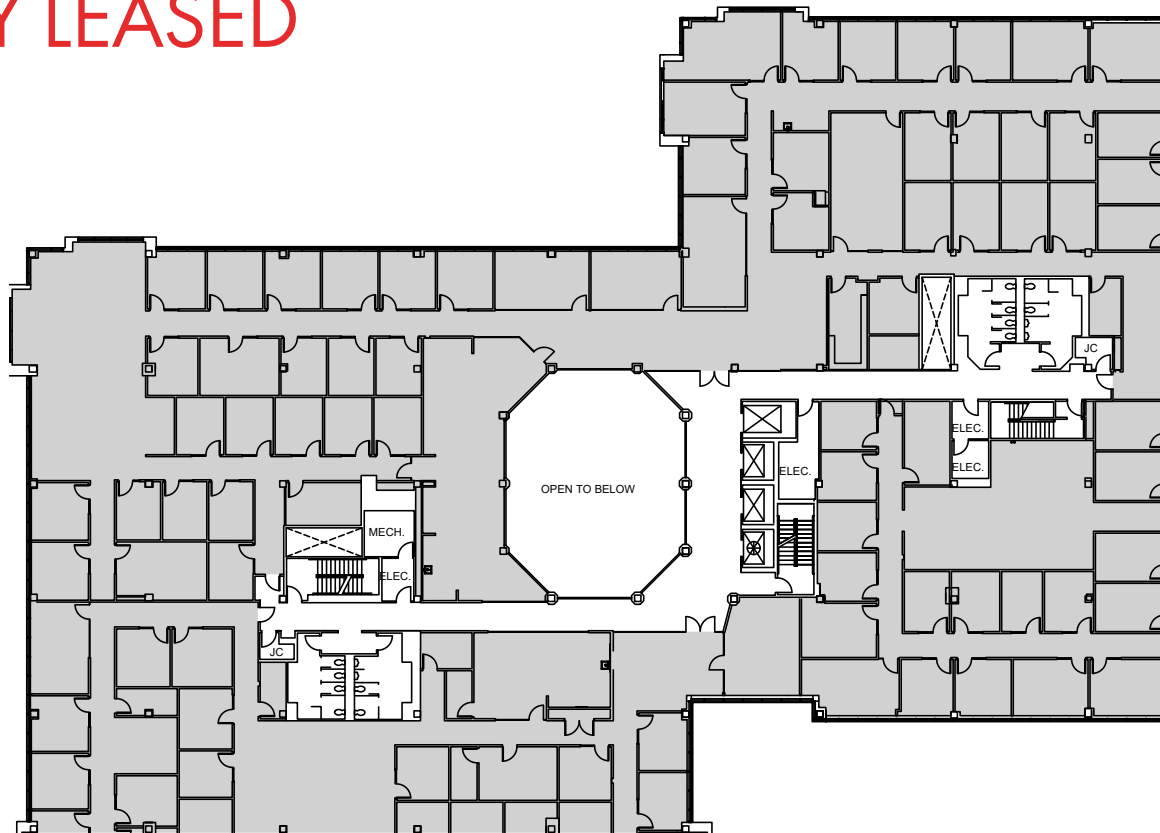 Y LEASED
JC
ELEC.
ELEC.
ELEC.
OPEN TO BELOW
MECH.
ELEC.
JC